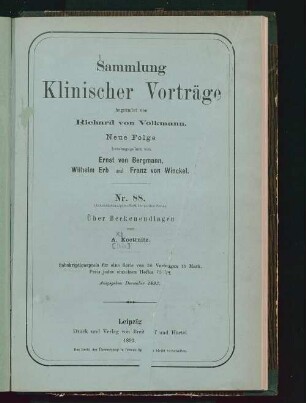 Sammlung
Klinischer Vorträge
begründet von
Richard von Volkmann.
Neue Folge
herausgegeben von
Ernst von Bergmann,
Wilhelm Erb und Franz von Winckel.
Nr. 88.
Über Beckenendlagen
von
A.
Subskriptionspreis für eine Serie von 30 Vorträgen 15 Mark.
Preis jedes einzelnen Heftes 75
Ausgegeben Dezember 1893.
Leipzig
Druck und Verlag von Breit und Härtel
1893.